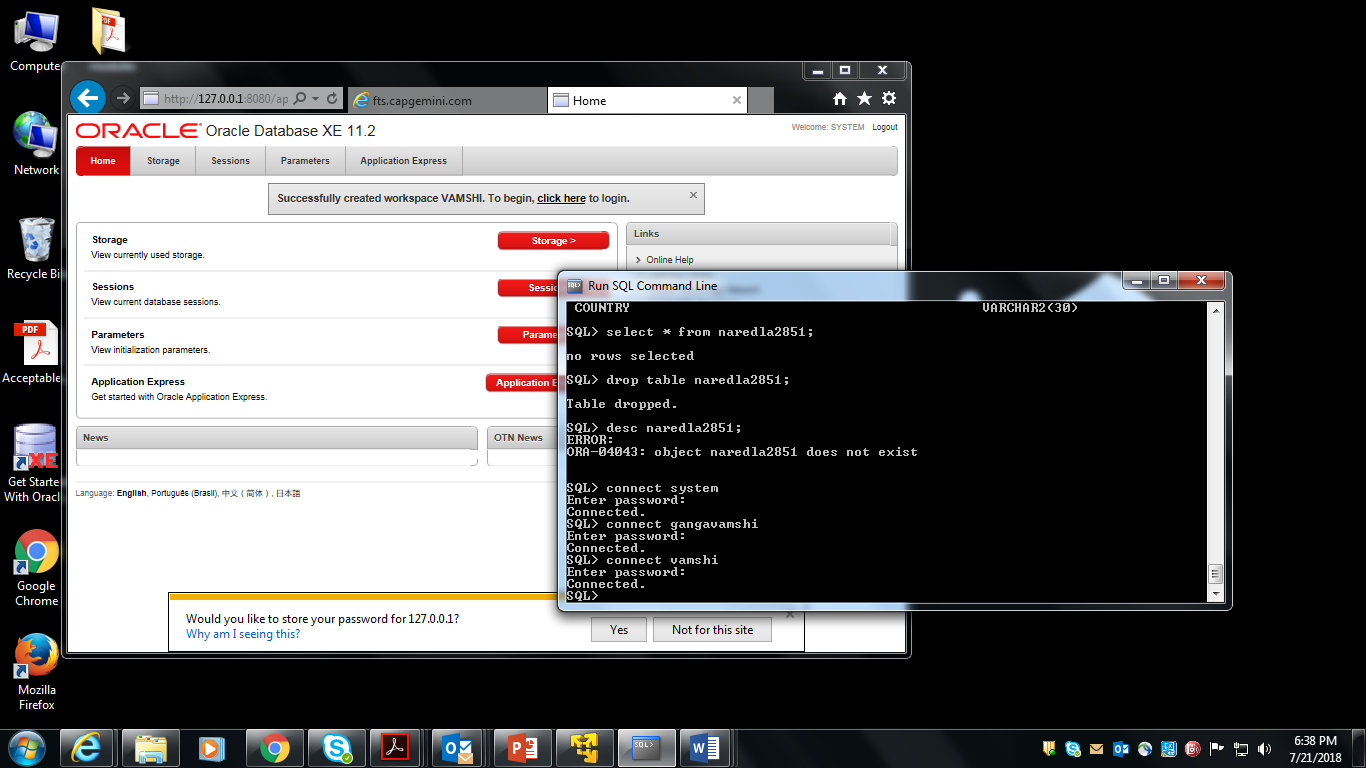 Compute
Network
Recycle Bi
PDF
Acceptable
XE
Get Starte
With Oracl
Google
Chrome
Mozilla
Firefox
http://127.0.0.1:8080/ap
fts.capgemini.com
Home
ORACLE Oracle Database XE 11.2
Welcome: SYSTEM Logout
Home Storage Sessions Parameters Application Express
Successfully created workspace VAMSHI. To begin, click here to login.
Storage
View currently used storage.
Storage >
Sessions
View current database sessions.
Sessio
Parameters
View initialization parameters.
Parame
Application Express
Get started with Oracle Application Express.
Application E
Links
Online Help
News
OTN News
Language: English, Português (Brasil), 中文（简体）, 日本語
Would you like to store your password for 127.0.0.1?
Why am I seeing this?
Yes
Not for this site
Run SQL Command Line
COUNTRY VARCHAR2(30)
SQL> select * from naredla2851;
no rows selected
SQL> drop table naredla2851;
Table dropped.
SQL> desc naredla2851;
ERROR:
ORA-04043: object naredla2851 does not exist
SQL> connect system
Enter password:
Connected.
SQL> connect gangavamshi
Enter password:
Connected.
SQL> connect vamshi
Enter password:
Connected.
SQL>
6:38 PM
7/21/2018